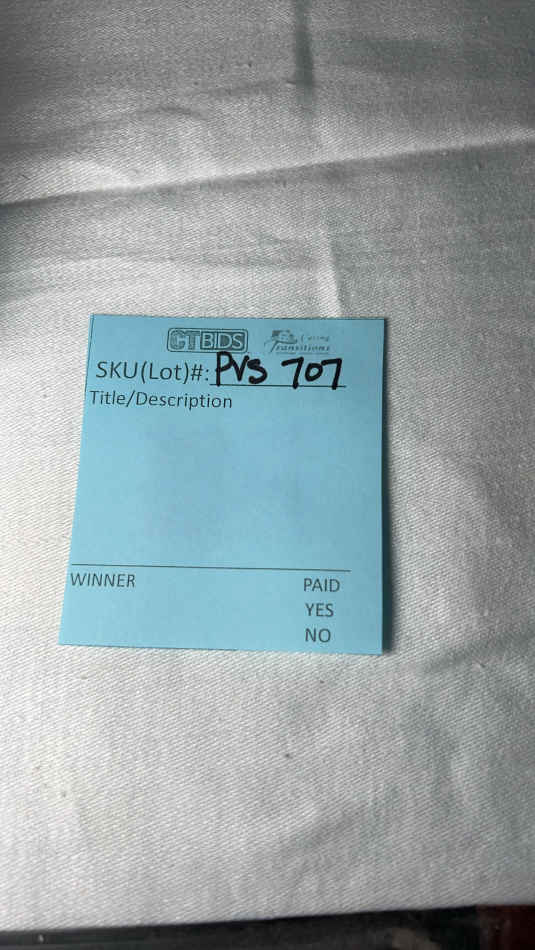 CTBIDS Caring Transitions
SKU(Lot)#: PVS 707
Title/Description
WINNER PAID
YES
NO